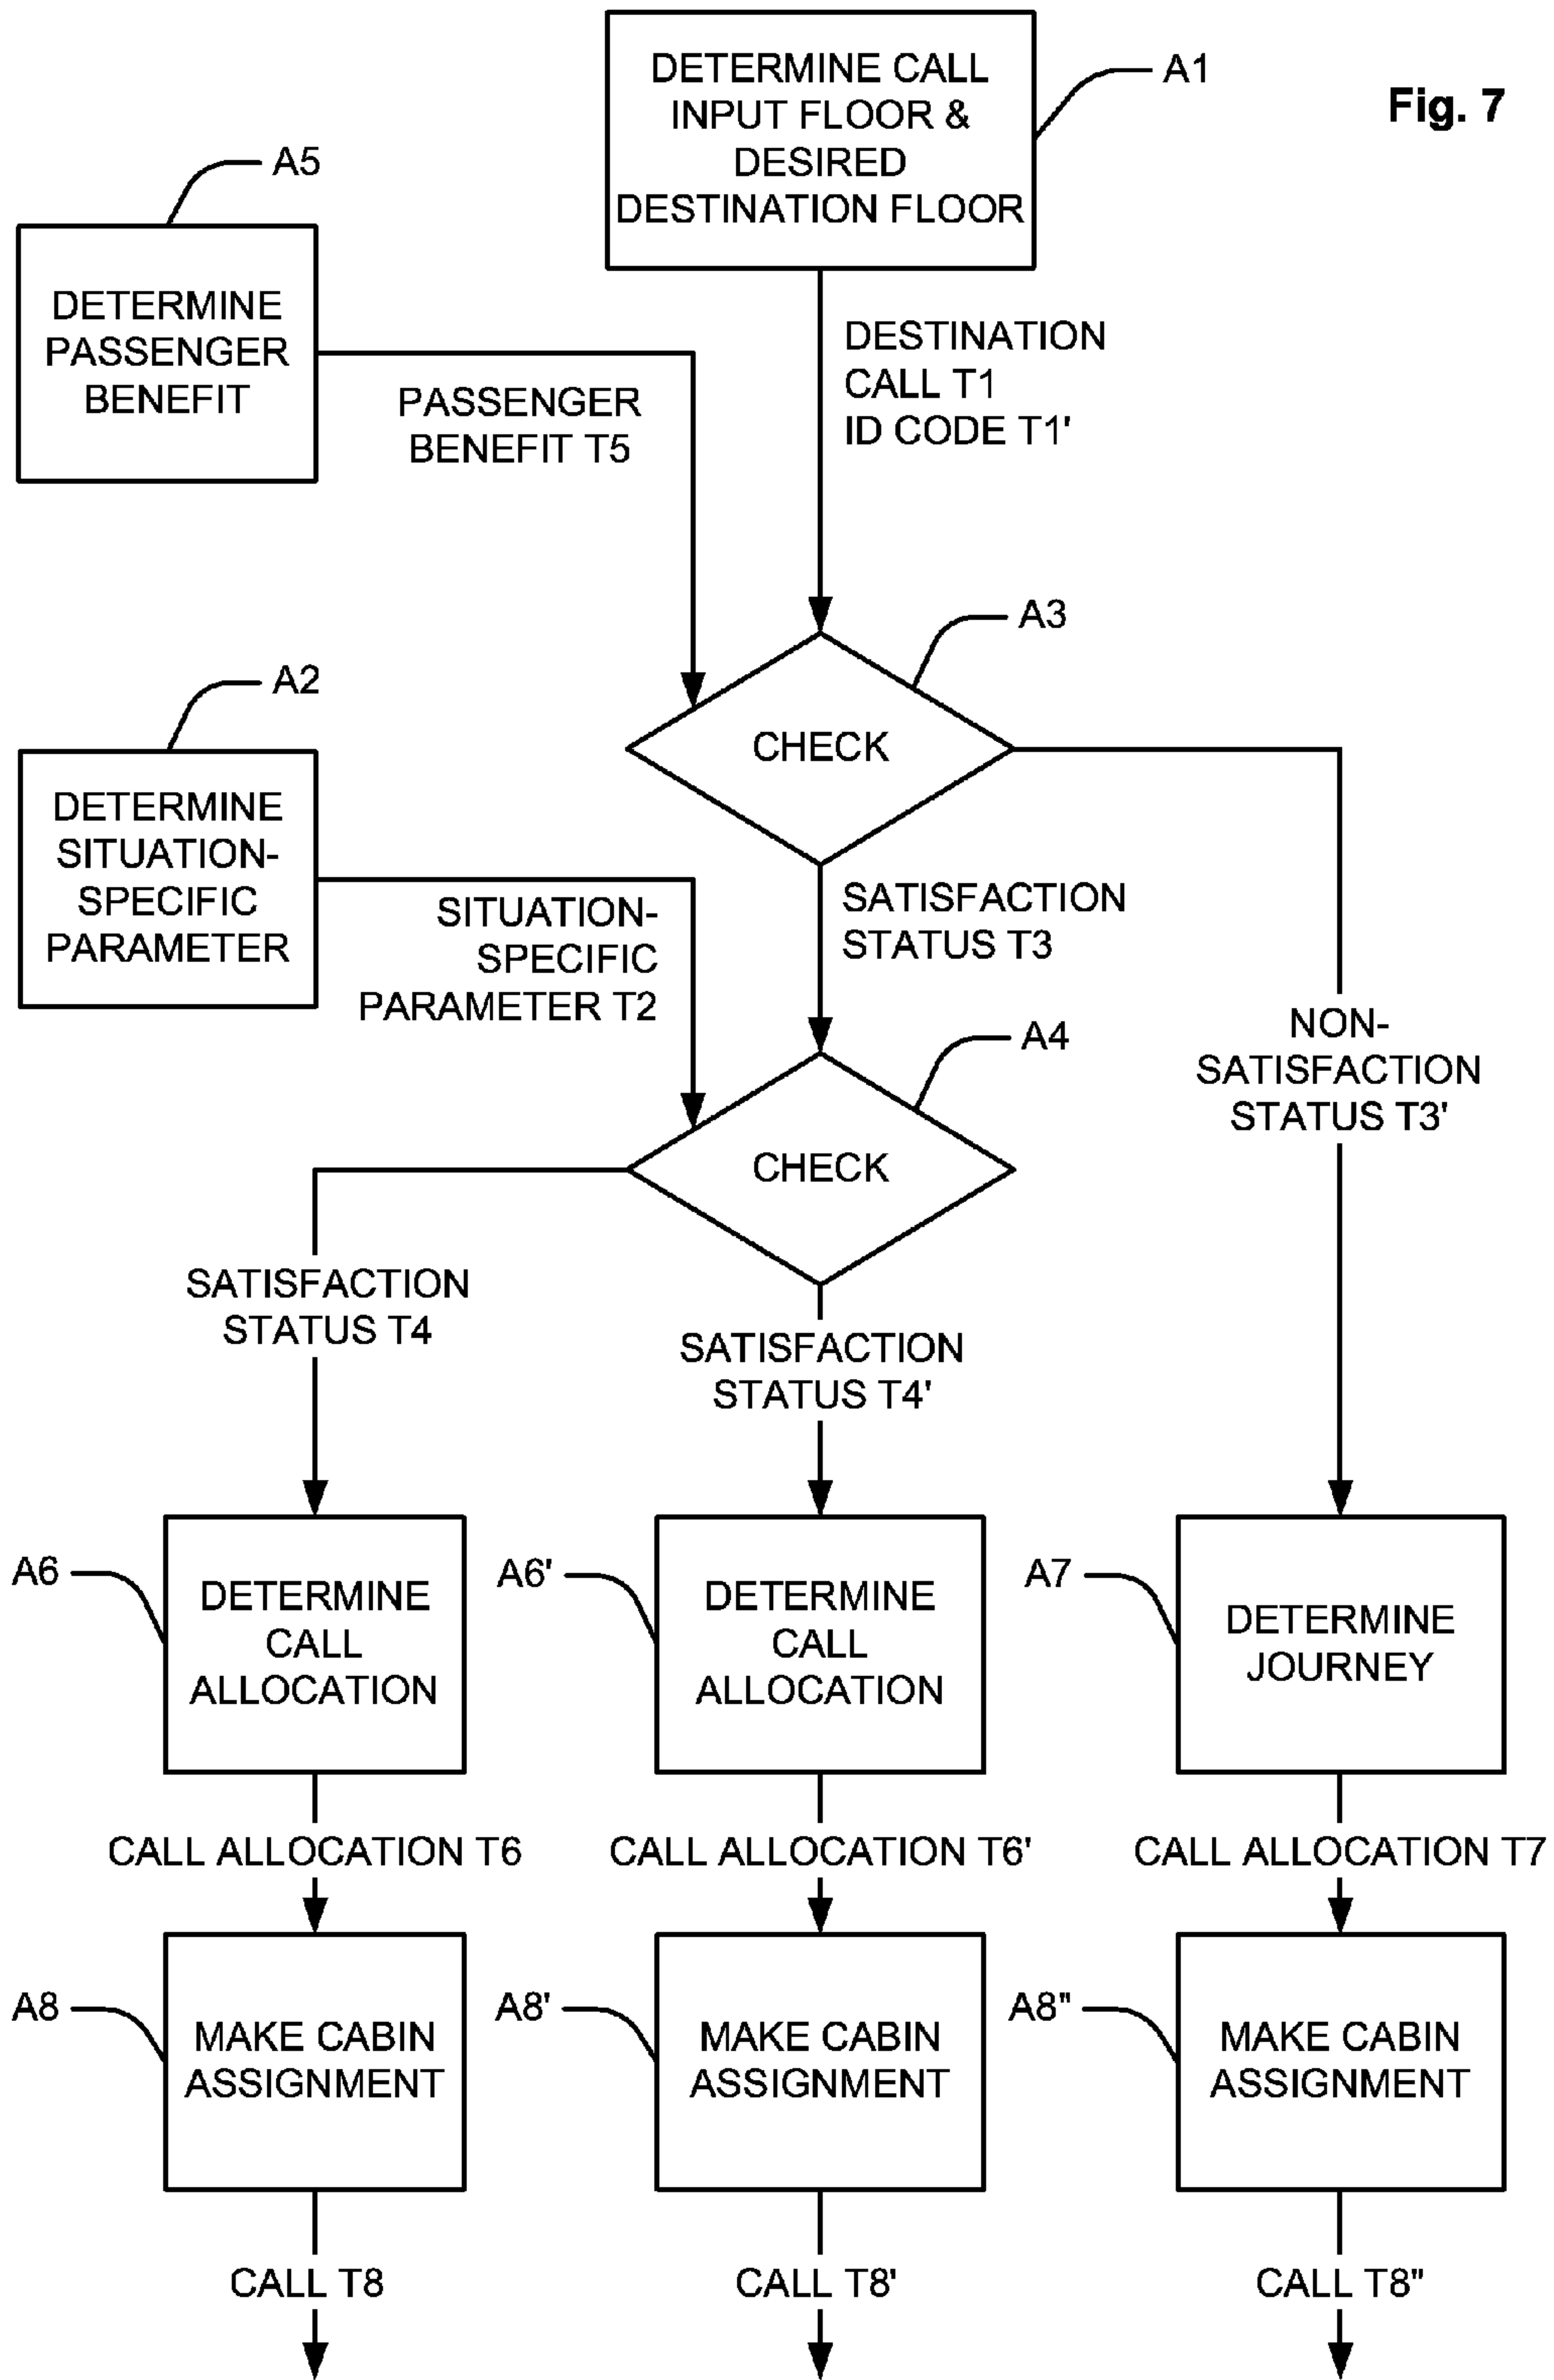 Fig. 7
DETERMINE CALL
INPUT FLOOR &
DESIRED
DESTINATION FLOOR
A1
A5
DETERMINE
PASSENGER
BENEFIT
PASSENGER
BENEFIT T5
DESTINATION
CALL T1
ID CODE T1'
A3
CHECK
A2
DETERMINE
SITUATION-
SPECIFIC
PARAMETER
SITUATION-
SPECIFIC
PARAMETER T2
SATISFACTION
STATUS T3
NON-
SATISFACTION
STATUS T3'
A4
CHECK
SATISFACTION
STATUS T4
SATISFACTION
STATUS T4'
A6
DETERMINE
CALL
ALLOCATION
A6'
DETERMINE
CALL
ALLOCATION
A7
DETERMINE
JOURNEY
CALL ALLOCATION T6
CALL ALLOCATION T6'
CALL ALLOCATION T7
A8
MAKE CABIN
ASSIGNMENT
A8'
MAKE CABIN
ASSIGNMENT
A8"
MAKE CABIN
ASSIGNMENT
CALL T8
CALL T8'
CALL T8"